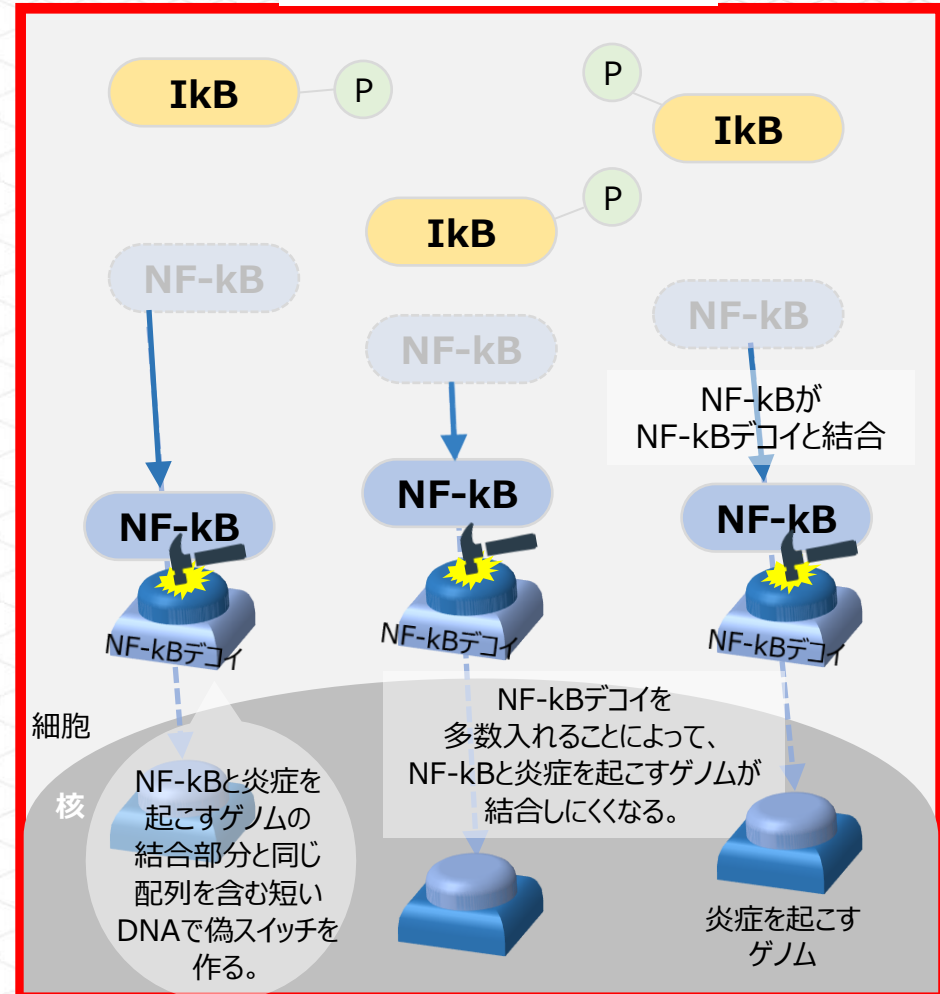 IkB
P
P
IkB
P
IkB
NF-kB
NF-kB
NF-kB
NF-kBが
NF-kBデコイと結合
NF-kB
NF-kB
NF-kB
NF-kBデコイ
NF-kBデコイ
NF-kBデコイ
細胞
核
NF-kBと炎症を
起こすゲノムの
結合部分と同じ
配列を含む短い
DNAで偽スイッチを
作る。
NF-kBデコイを
多数入れることによって、
NF-kBと炎症を起こすゲノムが
結合しにくくなる。
炎症を起こす
ゲノム